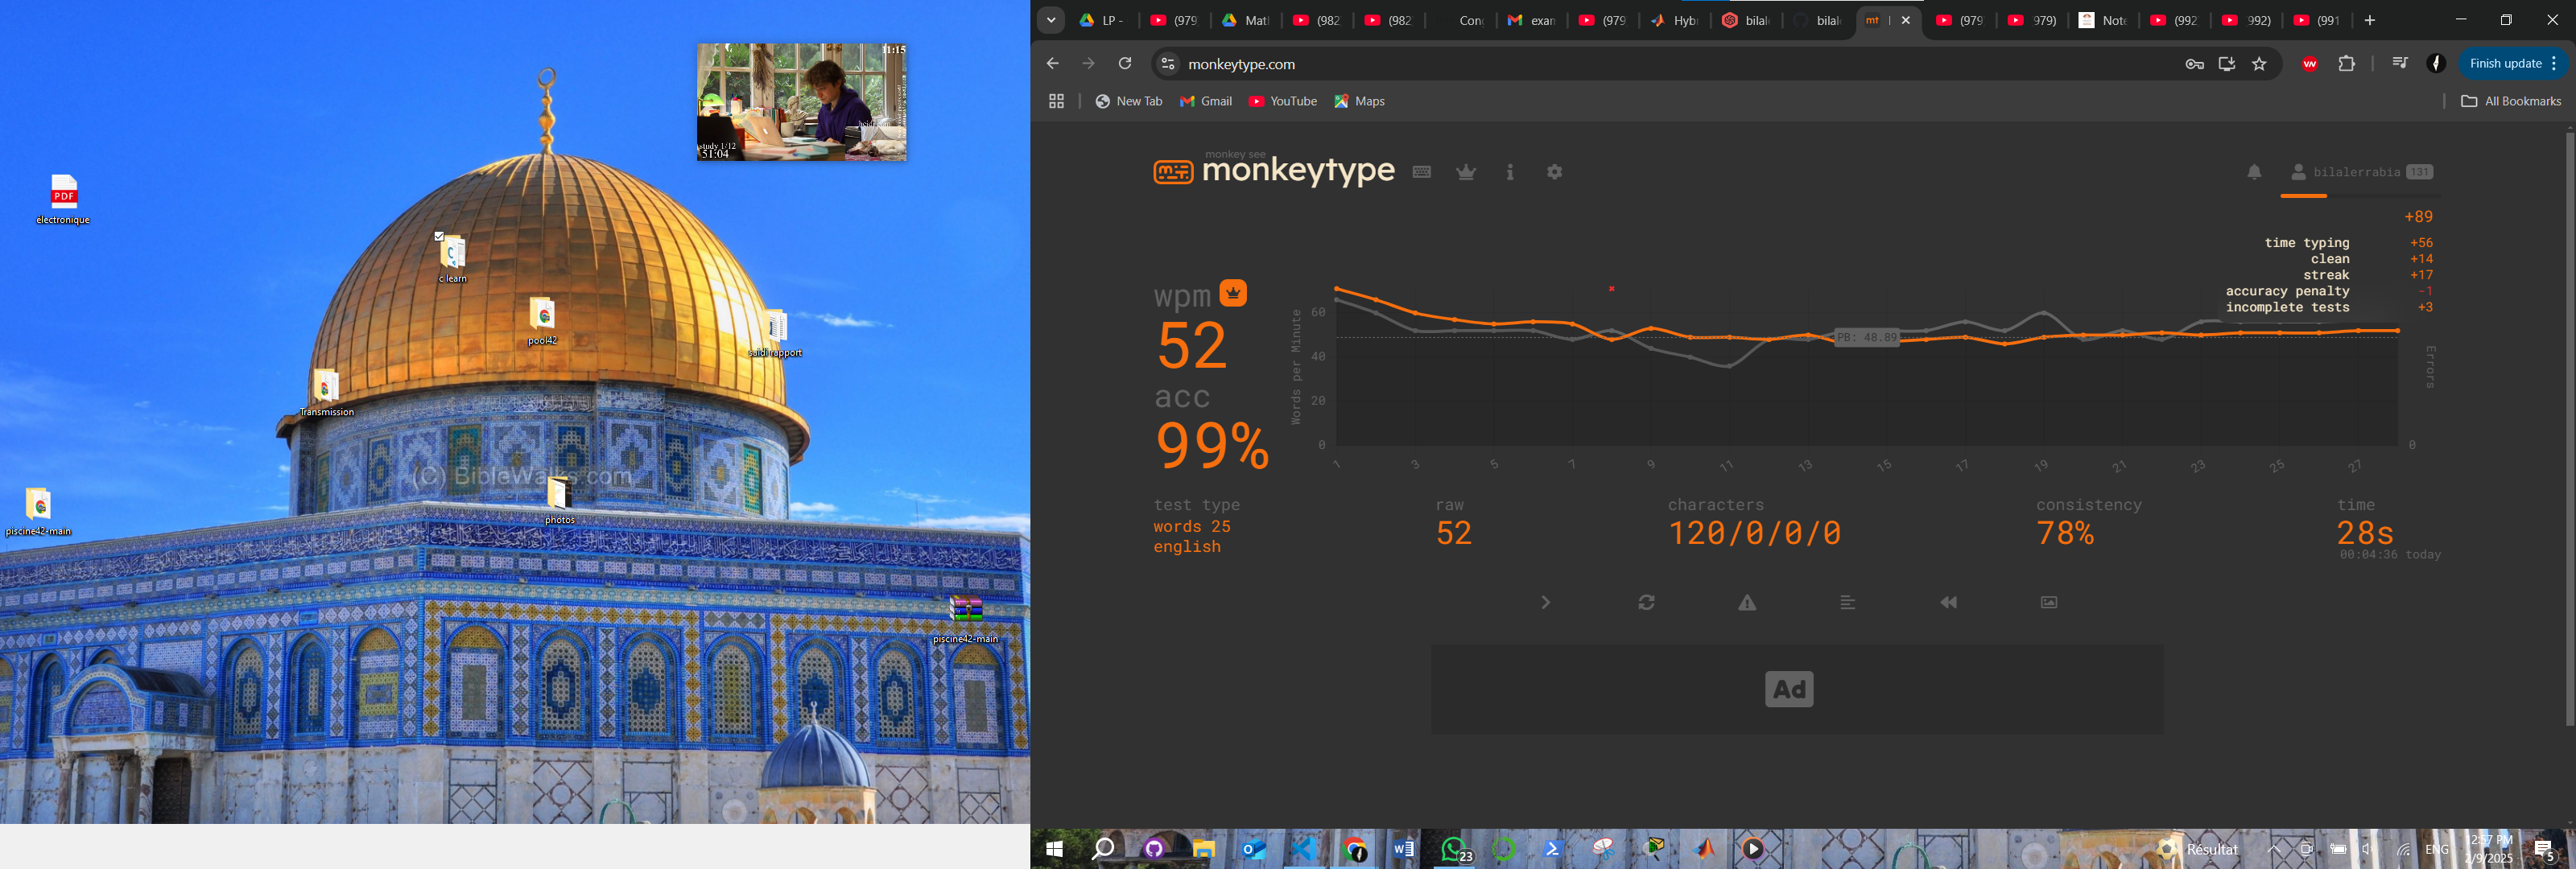 11:15
study 1/12
51:04
électronique
c learn
pool42
saidi rapport
Transmission
(C) BibleWalks.com
photos
piscine42-main
piscine42-main
LP -
(979
Mat
(982
(982
Con
exan
(979
Hybr
bilal
bilal
(979
979)
Note
(992
992)
(991
monkeytype.com
Finish update
New Tab
Gmail
YouTube
Maps
All Bookmarks
monkey see
monkeytype
bilalerrabia 131
+89
time typing +56
clean +14
streak +17
accuracy penalty -1
incomplete tests +3
wpm
52
acc
99%
Words per Minute
60
40
20
0
PB: 48.89
Errors
0
1 3 5 7 9 11 13 15 17 19 21 23 25 27
test type
words 25
english
raw
52
characters
120/0/0/0
consistency
78%
time
28s
00:04:36 today
Ad
23
Résultat
ENG
12:57 PM
2/9/2025
5